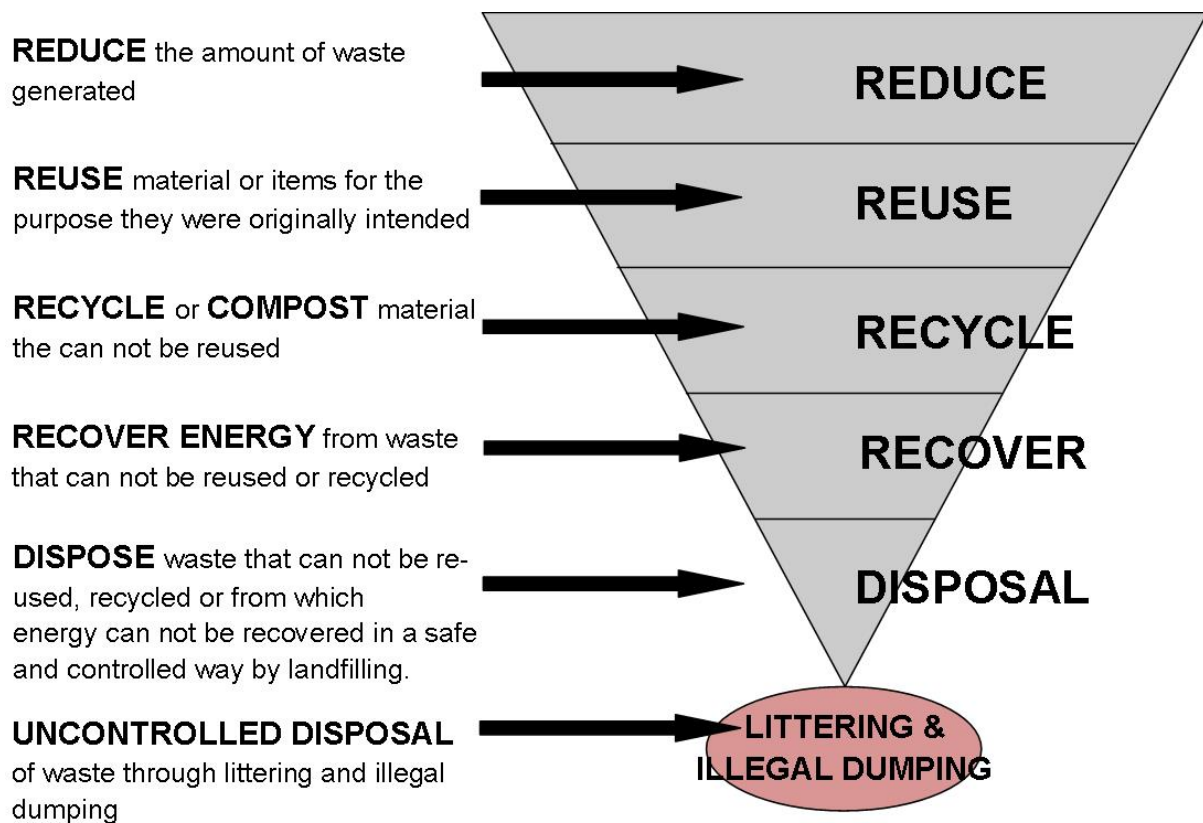 REDUCE the amount of waste
generated
REDUCE
REUSE material or items for the
purpose they were originally intended
REUSE
RECYCLE or COMPOST material
the can not be reused
RECYCLE
RECOVER ENERGY from waste
that can not be reused or recycled
RECOVER
DISPOSE waste that can not be re-
used, recycled or from which
energy can not be recovered in a safe
and controlled way by landfilling.
DISPOSAL
UNCONTROLLED DISPOSAL
of waste through littering and illegal
dumping
LITTERING &
ILLEGAL DUMPING